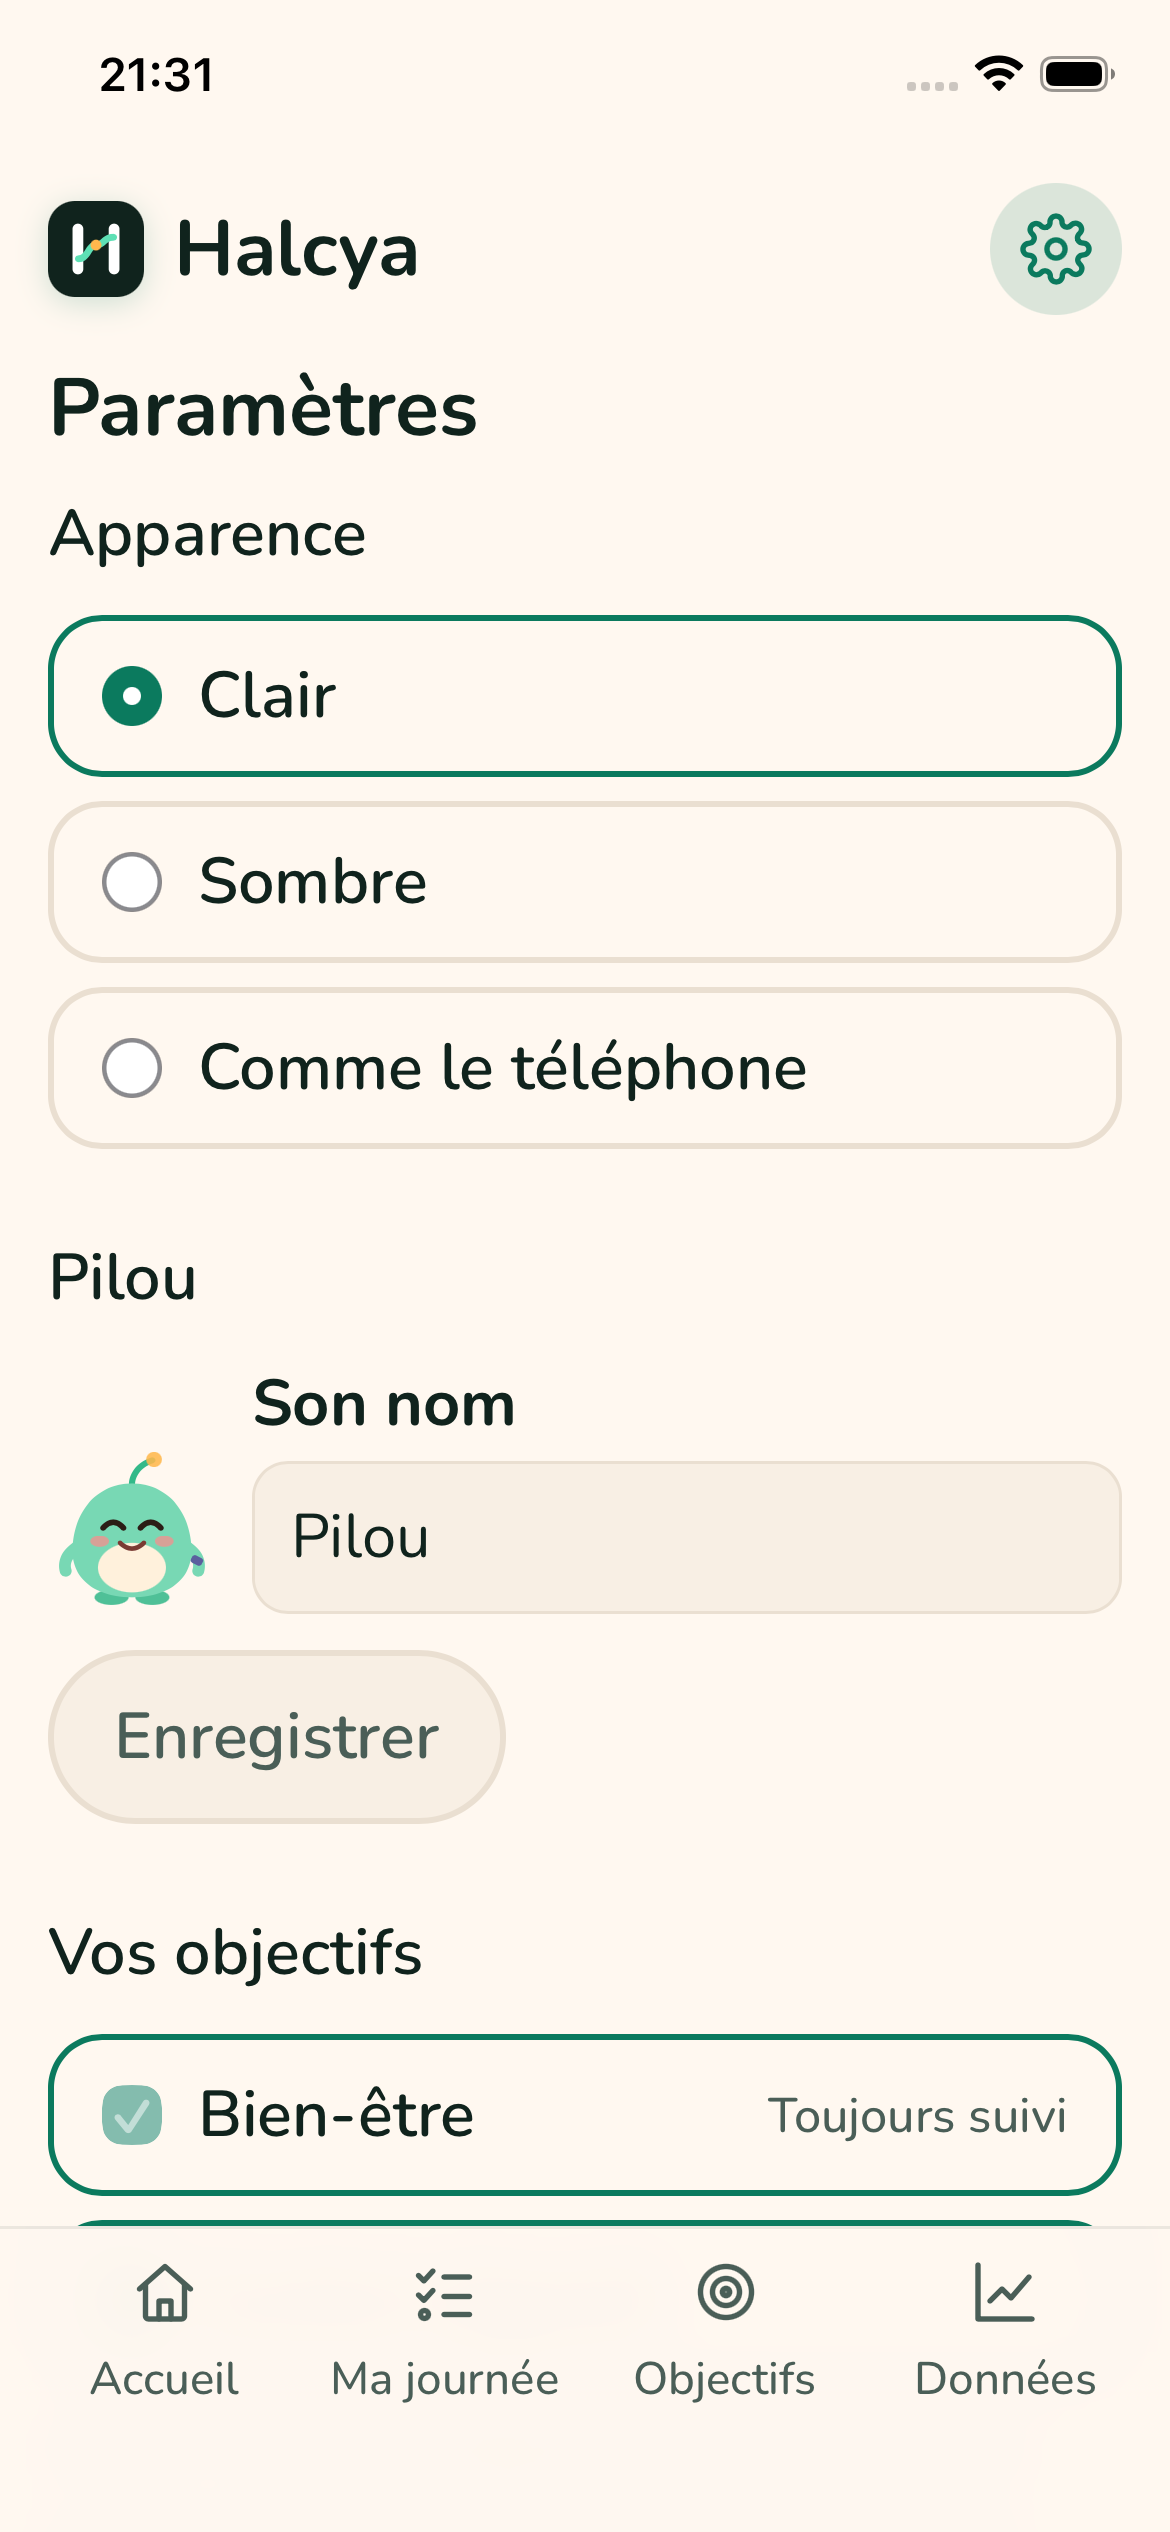 21:31
Halcya
Paramètres
Apparence
Clair
Sombre
Comme le téléphone
Pilou
Son nom
Pilou
Enregistrer
Vos objectifs
Bien-être Toujours suivi
Accueil Ma journée Objectifs Données